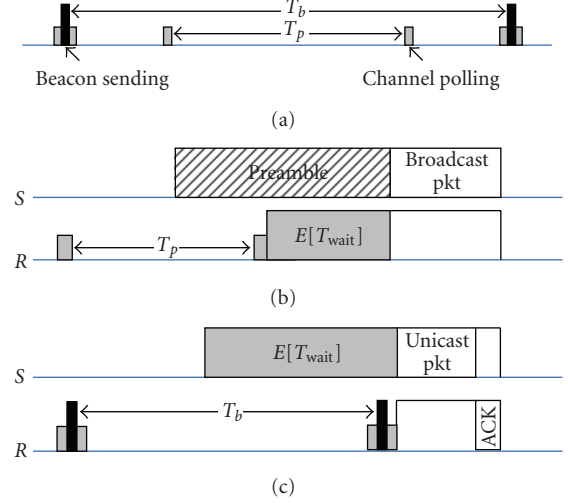 T_b
T_p
Beacon sending
Channel polling
(a)
Preamble
Broadcast
pkt
S
E[T_wait]
T_p
R
(b)
E[T_wait]
Unicast
pkt
S
T_b
ACK
R
(c)